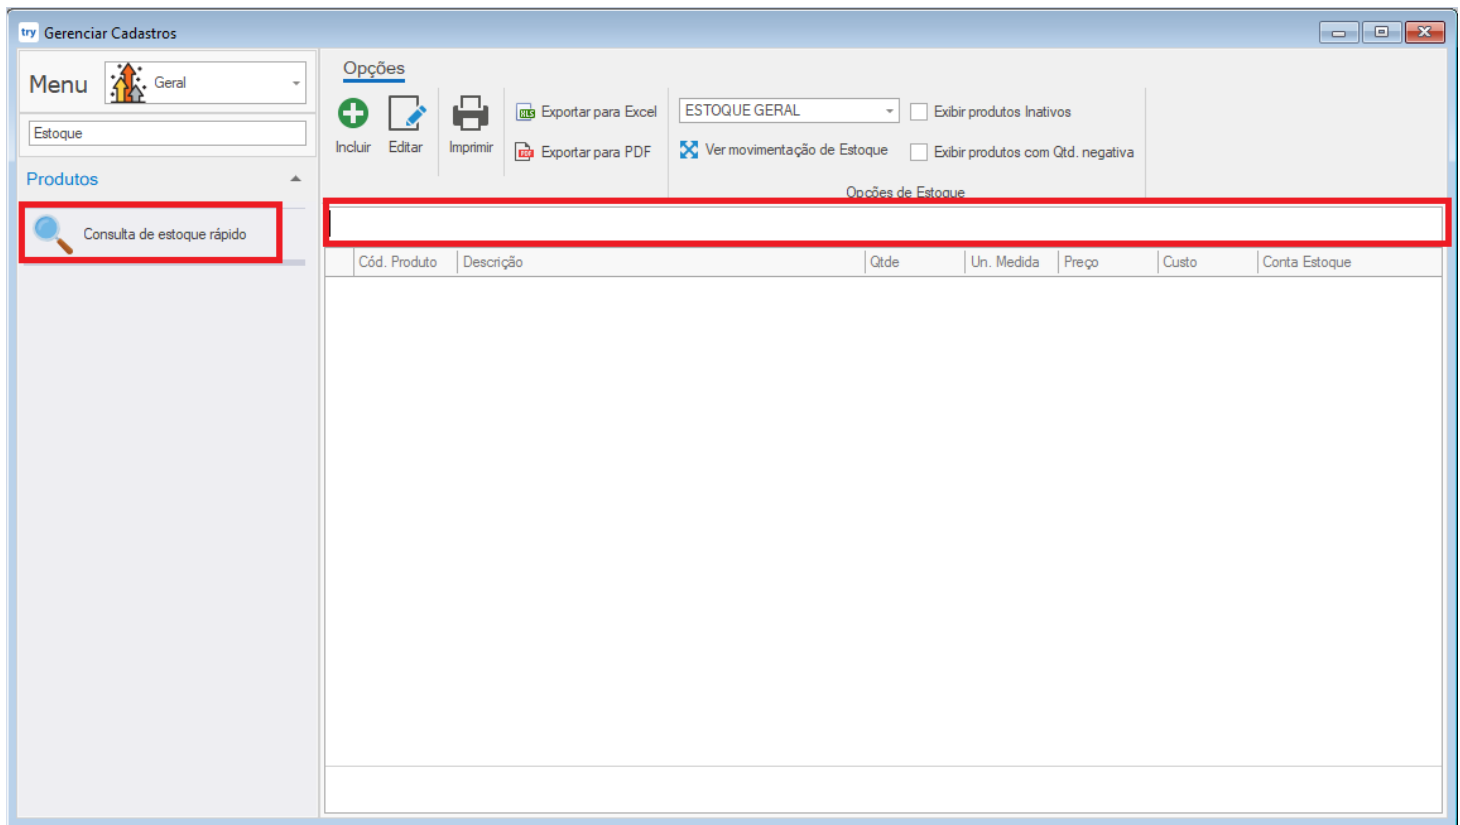 try Gerenciar Cadastros
Menu Geral
Estoque
Produtos
Consulta de estoque rápido
Opções
Incluir
Editar
Imprimir
XLS Exportar para Excel
PDF Exportar para PDF
ESTOQUE GERAL
Exibir produtos Inativos
Ver movimentação de Estoque
Exibir produtos com Qtd. negativa
Opções de Estoque
Cód. Produto Descrição Qtde Un. Medida Preço Custo Conta Estoque